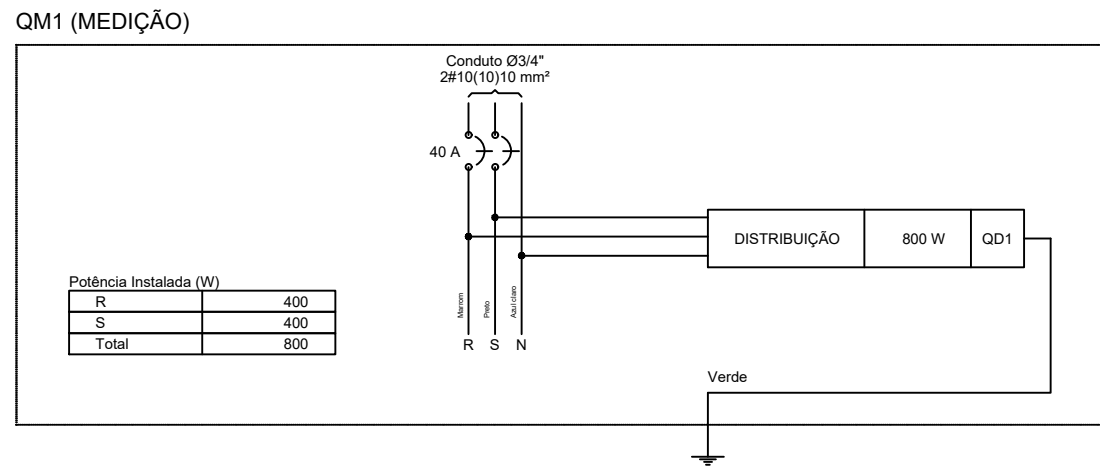 QM1 (MEDIÇÃO)
Conduto Ø3/4"
2#10(10)10 mm²
40 A
DISTRIBUIÇÃO 800 W QD1
Potência Instalada (W)
R 400
S 400
Total 800
Marrom Preto Azul claro
R S N
Verde